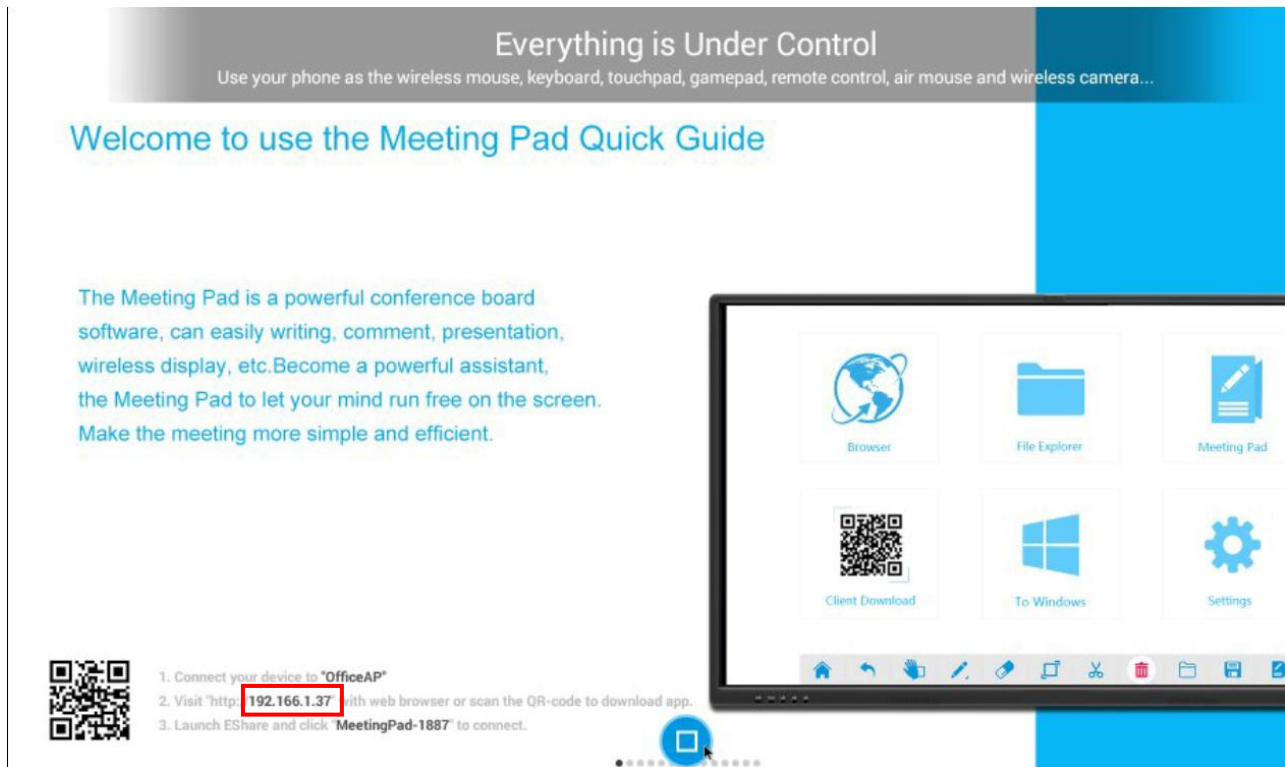 Everything is Under Control
Use your phone as the wireless mouse, keyboard, touchpad, gamepad, remote control, air mouse and wireless camera...
Welcome to use the Meeting Pad Quick Guide
The Meeting Pad is a powerful conference board
software, can easily writing, comment, presentation,
wireless display, etc.Become a powerful assistant,
the Meeting Pad to let your mind run free on the screen.
Make the meeting more simple and efficient.
Browser
File Explorer
Meeting Pad
Client Download
To Windows
Settings
1. Connect your device to "OfficeAP"
2. Visit "http: 192.166.1.37" with web browser or scan the QR-code to download app.
3. Launch EShare and click "MeetingPad-1887" to connect.